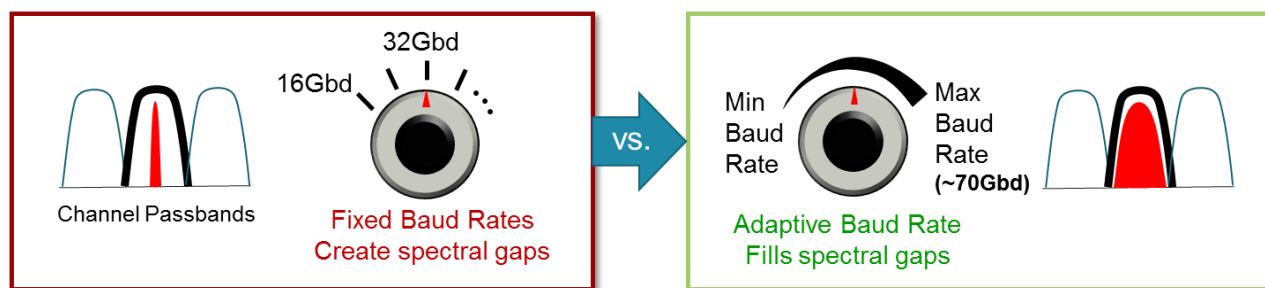 32Gbd
16Gbd
Channel Passbands
Fixed Baud Rates
Create spectral gaps
vs.
Min
Baud
Rate
Max
Baud
Rate
(~70Gbd)
Adaptive Baud Rate
Fills spectral gaps